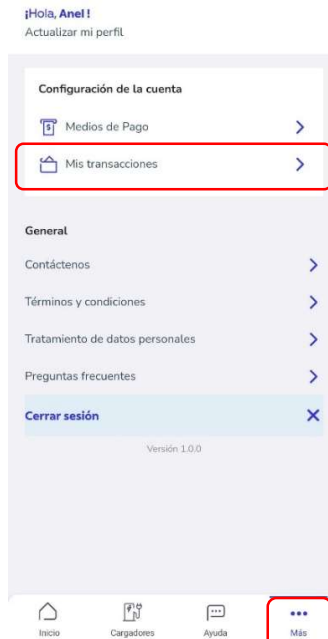 ¡Hola, Anel !
Actualizar mi perfil
Configuración de la cuenta
Medios de Pago
Mis transacciones
General
Contáctenos
Términos y condiciones
Tratamiento de datos personales
Preguntas frecuentes
Cerrar sesión
Versión 1.0.0
Inicio Cargadores Ayuda Más